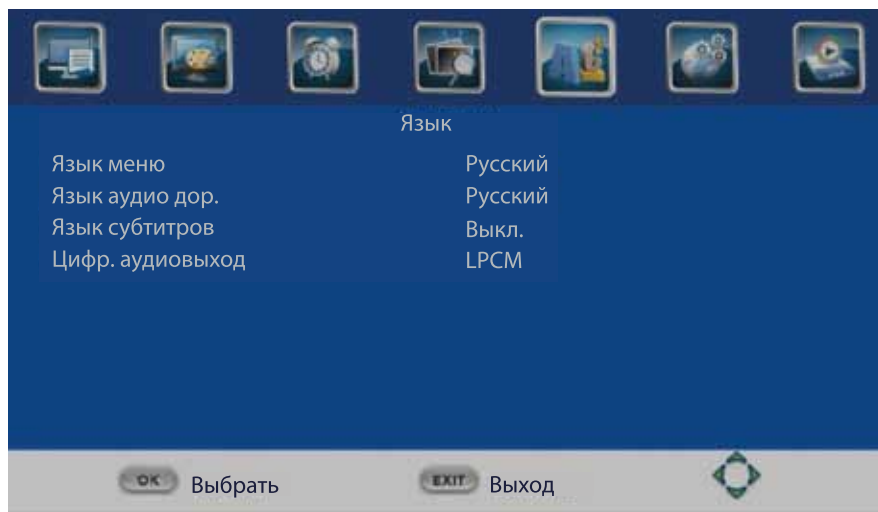 Язык
Язык меню Русский
Язык аудио дор. Русский
Язык субтитров Выкл.
Цифр. аудиовыход LPCM
OK Выбрать EXIT Выход